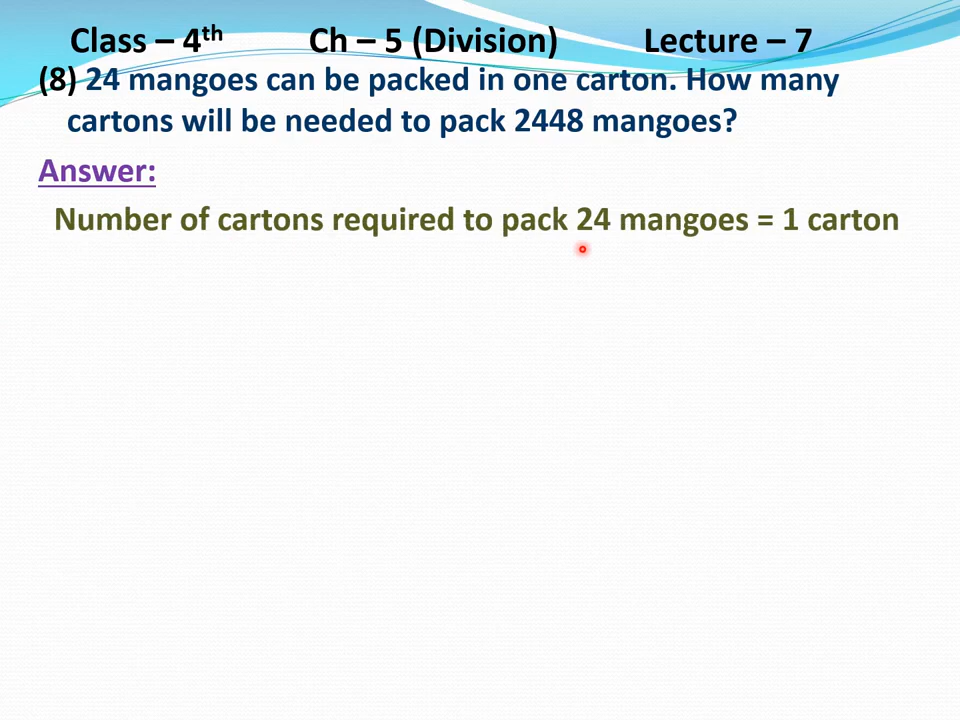 Class – 4th Ch – 5 (Division) Lecture – 7
(8) 24 mangoes can be packed in one carton. How many
cartons will be needed to pack 2448 mangoes?
Answer:
Number of cartons required to pack 24 mangoes = 1 carton